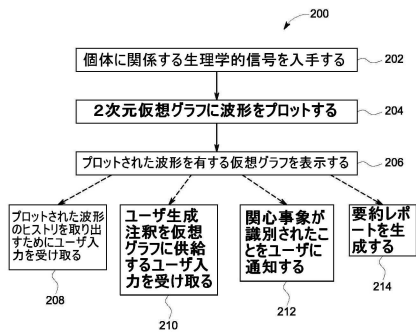 200
個体に関係する生理学的信号を入手する
202
2次元仮想グラフに波形をプロットする
204
プロットされた波形を有する仮想グラフを表示する
206
プロットされた波形
のヒストリを取り出
すためにユーザ入
力を受け取る
208
ユーザ生成
注釈を仮想
グラフに供給
するユーザ入
力を受け取る
210
関心事象が
識別されたこ
とをユーザに
通知する
212
要約レポ
ートを生
成する
214